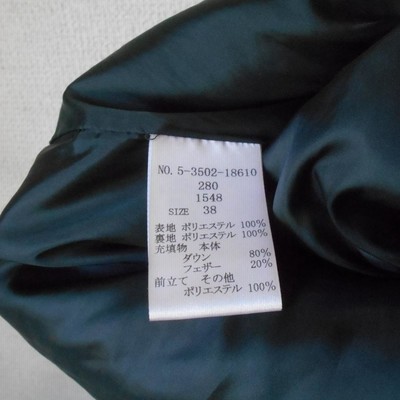 NO. 5-3502-18610
280
1548
SIZE 38
表地 ポリエステル 100%
裏地 ポリエステル 100%
充填物 本体
ダウン 80%
フェザー 20%
前立て その他
ポリエステル 100%